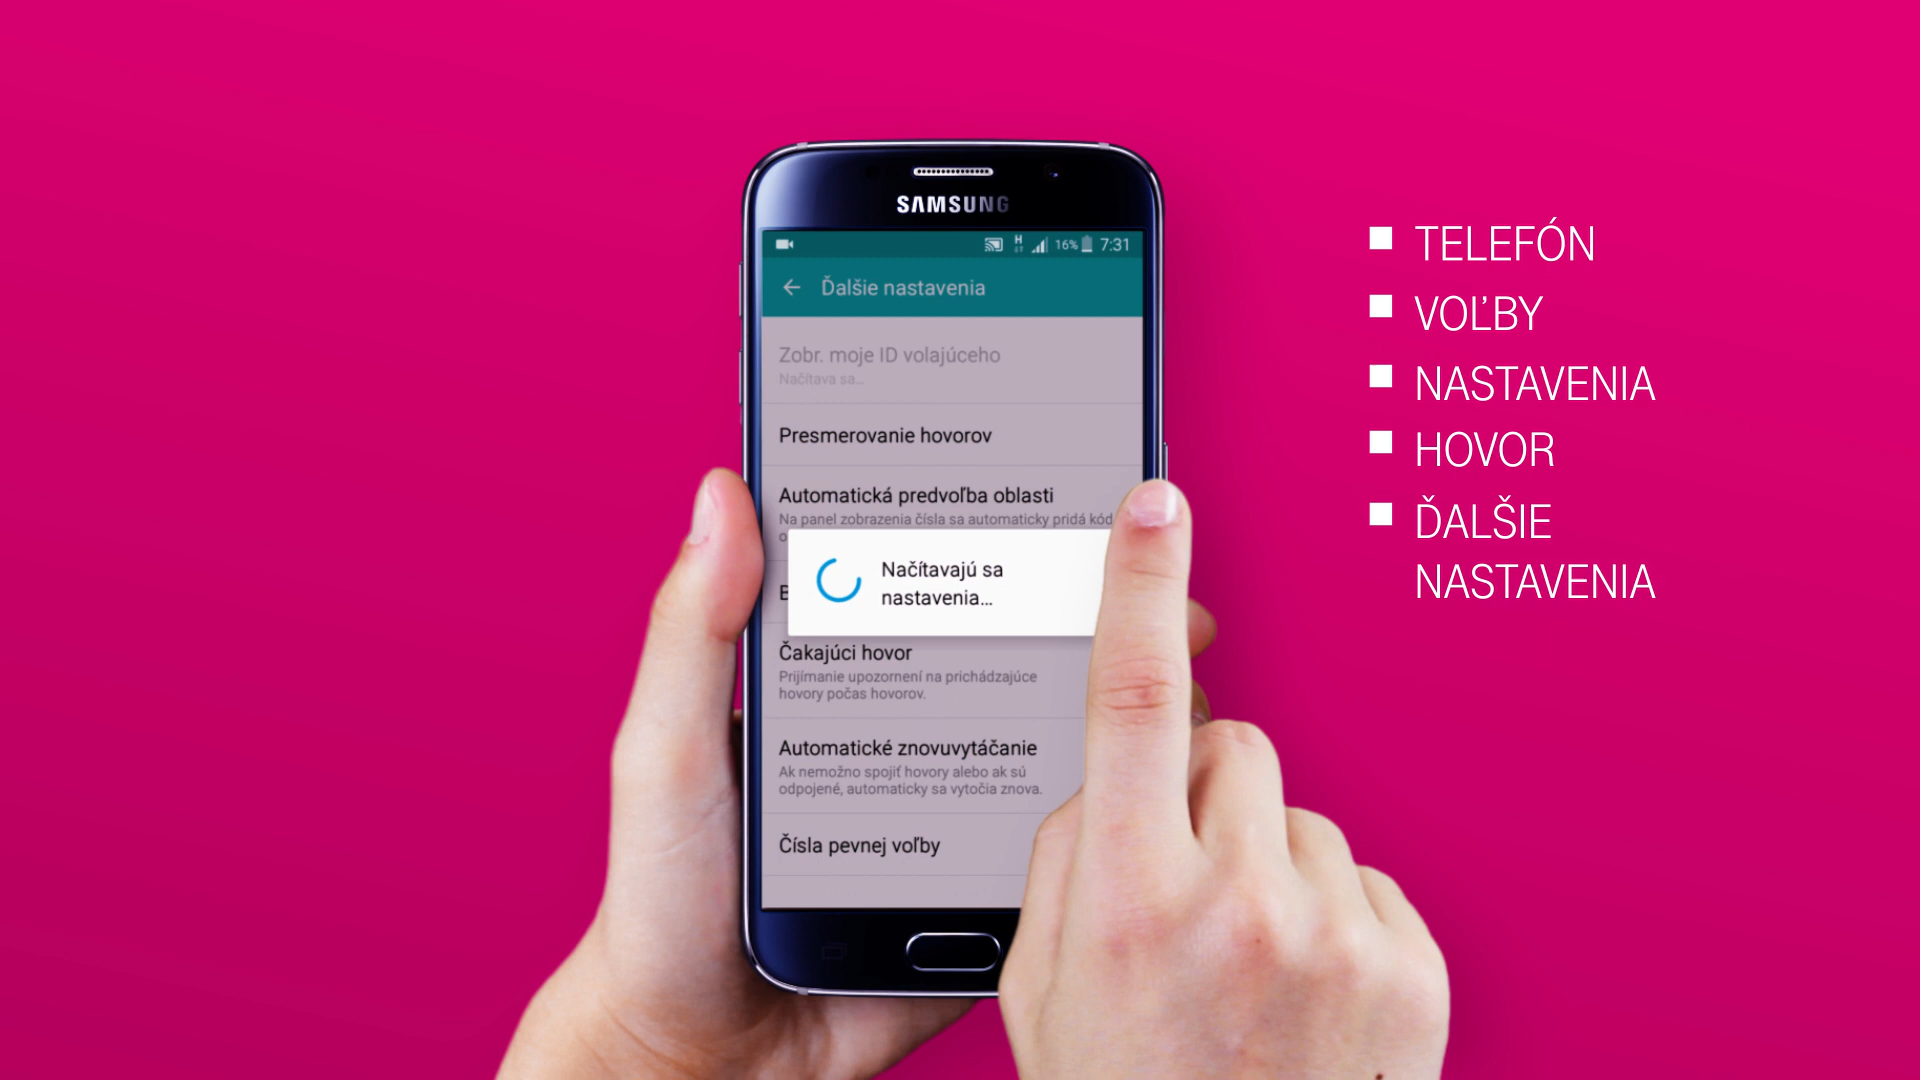 SAMSUNG
16% 7:31
Ďalšie nastavenia
Zobr. moje ID volajúceho
Načítava sa...
Presmerovanie hovorov
Automatická predvoľba oblasti
Na panel zobrazenia čísla sa automaticky pridá kód
Načítavajú sa
nastavenia...
Čakajúci hovor
Prijímanie upozornení na prichádzajúce
hovory počas hovorov.
Automatické znovuvytáčanie
Ak nemožno spojiť hovory alebo ak sú
odpojené, automaticky sa vytočia znova.
Čísla pevnej voľby
TELEFÓN
VOĽBY
NASTAVENIA
HOVOR
ĎALŠIE
NASTAVENIA